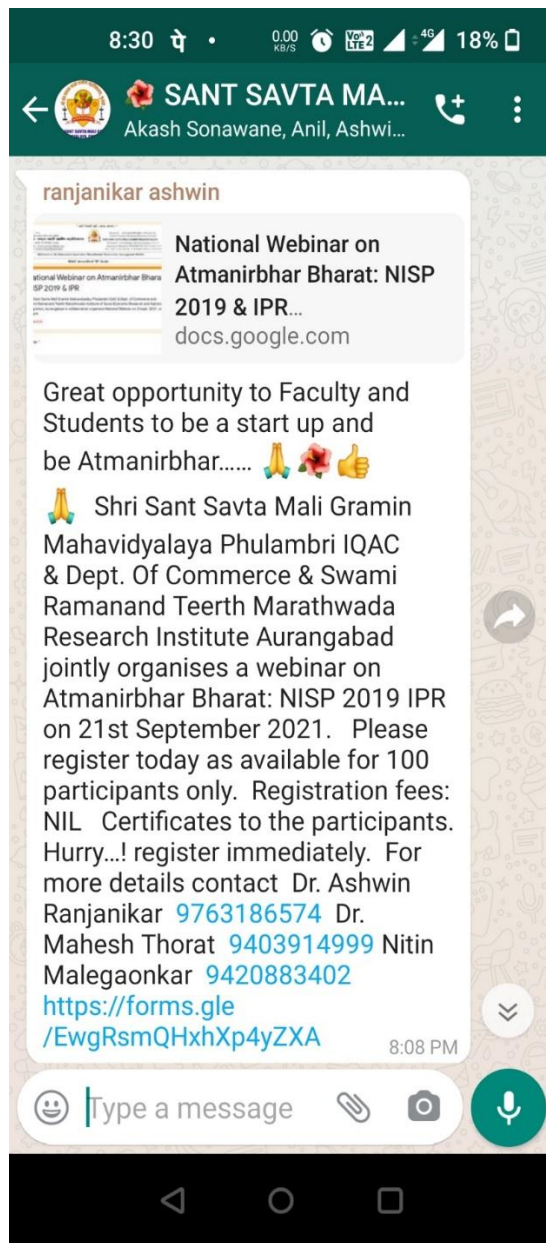 8:30 पे • 0.00 KB/S Vo)) LTE2 4G 18%
SANT SAVTA MA...
Akash Sonawane, Anil, Ashwi...
ranjanikar ashwin
National Webinar on
Atmanirbhar Bharat: NISP
2019 & IPR...
docs.google.com
Great opportunity to Faculty and
Students to be a start up and
be Atmanirbhar...... 🙏🌺👍
🙏 Shri Sant Savta Mali Gramin
Mahavidyalaya Phulambri IQAC
& Dept. Of Commerce & Swami
Ramanand Teerth Marathwada
Research Institute Aurangabad
jointly organises a webinar on
Atmanirbhar Bharat: NISP 2019 IPR
on 21st September 2021. Please
register today as available for 100
participants only. Registration fees:
NIL Certificates to the participants.
Hurry...! register immediately. For
more details contact Dr. Ashwin
Ranjanikar 9763186574 Dr.
Mahesh Thorat 9403914999 Nitin
Malegaonkar 9420883402
https://forms.gle
/EwgRsmQHxhXp4yZXA
8:08 PM
Type a message